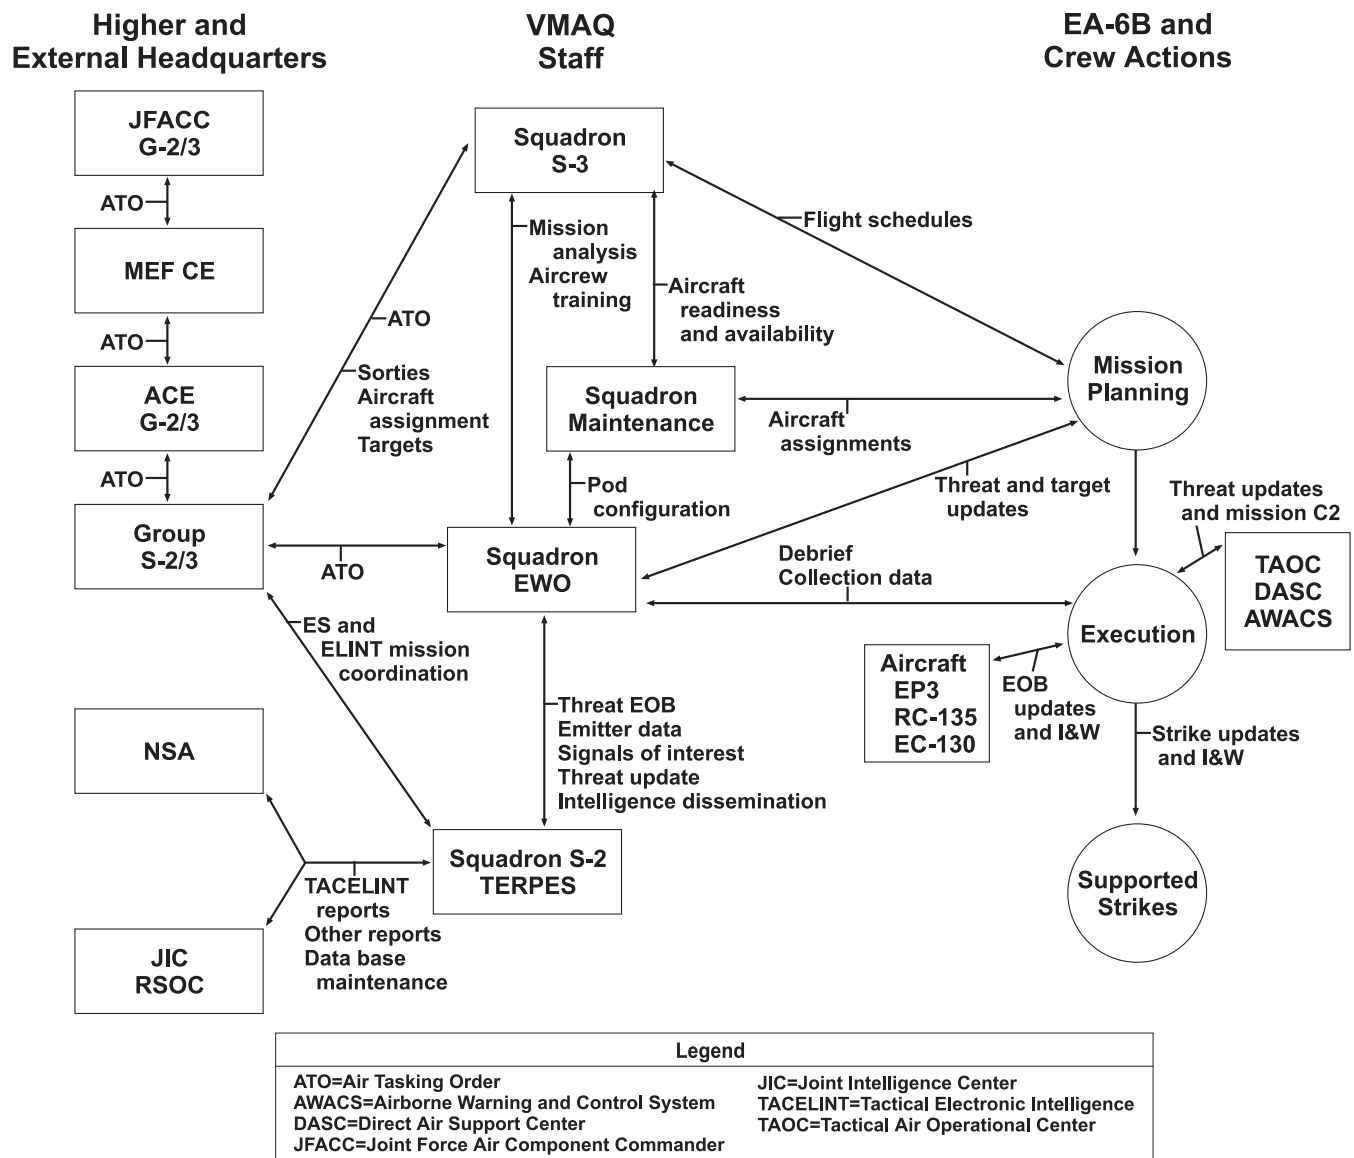 Higher and
External Headquarters
VMAQ
Staff
EA-6B and
Crew Actions
JFACC
G-2/3
ATO
MEF CE
ATO
ACE
G-2/3
ATO
Group
S-2/3
NSA
JIC
RSOC
Squadron
S-3
Mission
analysis
Aircrew
training
Aircraft
readiness
and availability
ATO
Sorties
Aircraft
assignment
Targets
Squadron
Maintenance
Pod
configuration
ATO
Squadron
EWO
ES and
ELINT mission
coordination
Threat EOB
Emitter data
Signals of interest
Threat update
Intelligence dissemination
Squadron S-2
TERPES
TACELINT
reports
Other reports
Data base
maintenance
Flight schedules
Mission
Planning
Aircraft
assignments
Threat and target
updates
Debrief
Collection data
Threat updates
and mission C2
TAOC
DASC
AWACS
Execution
Aircraft
EP3
RC-135
EC-130
EOB
updates
and I&W
Strike updates
and I&W
Supported
Strikes
Legend
ATO=Air Tasking Order
AWACS=Airborne Warning and Control System
DASC=Direct Air Support Center
JFACC=Joint Force Air Component Commander
JIC=Joint Intelligence Center
TACELINT=Tactical Electronic Intelligence
TAOC=Tactical Air Operational Center